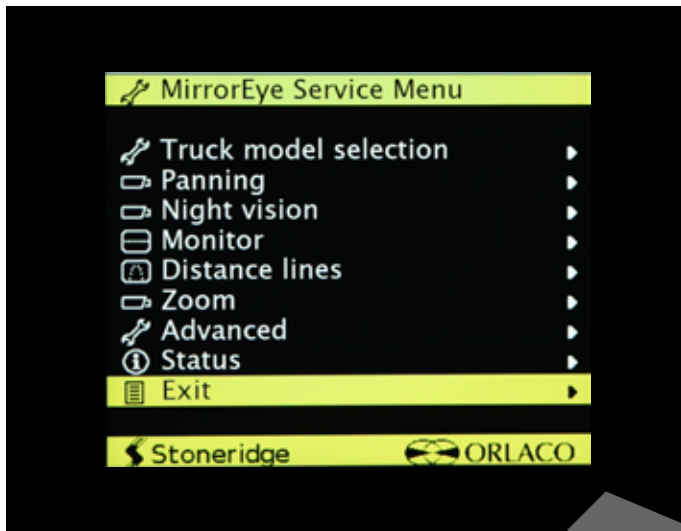 MirrorEye Service Menu
Truck model selection
Panning
Night vision
Monitor
Distance lines
Zoom
Advanced
Status
Exit
Stoneridge ORLACO